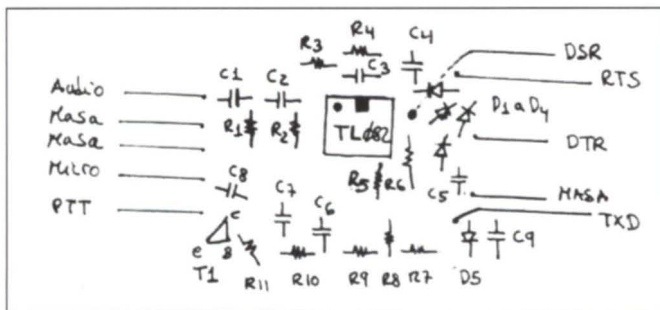 R4
R3
C4
C3
DSR
RTS
C1
C2
Audio
Masa
Masa
Micro
PTT
R1
R2
TLϕ82
D1 a D4
DTR
R5
R6
C5
MASA
TXD
C8
C7
C6
C9
c
e
B
T1
R11
R10
R9
R8
R7
D5